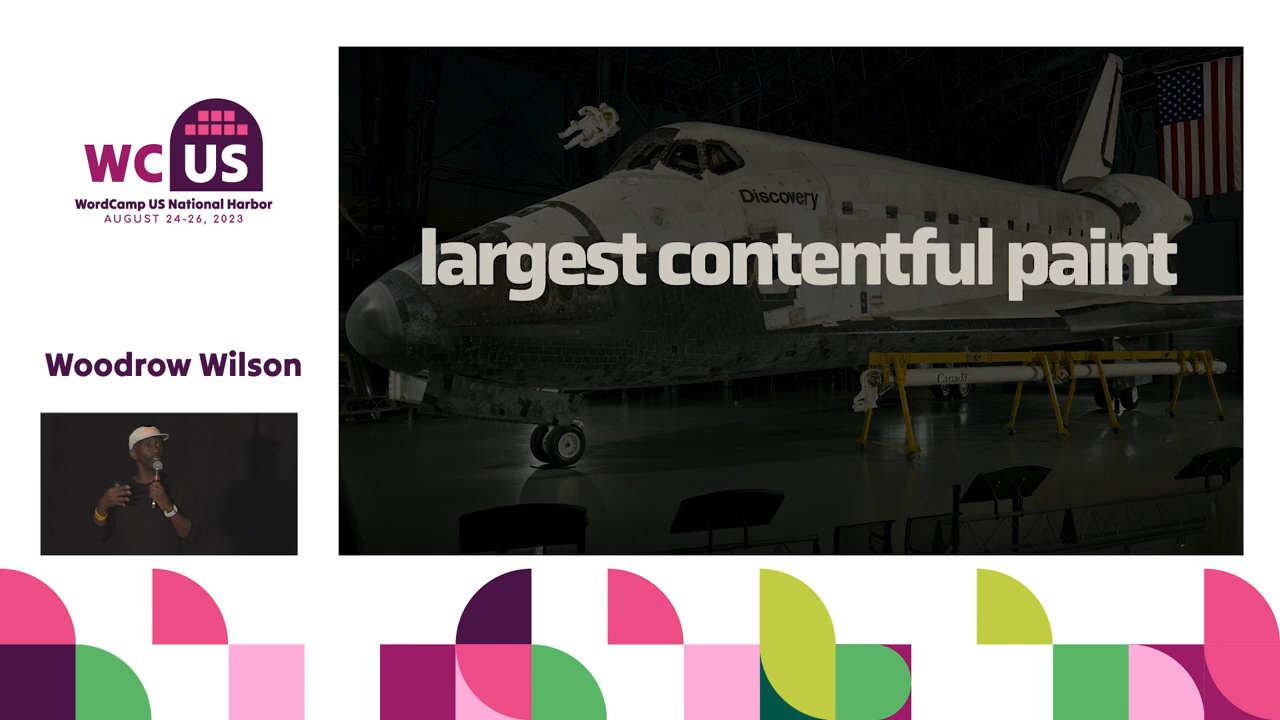 WC US
WordCamp US National Harbor
AUGUST 24-26, 2023
Woodrow Wilson
Discovery
largest contentful paint
Canada